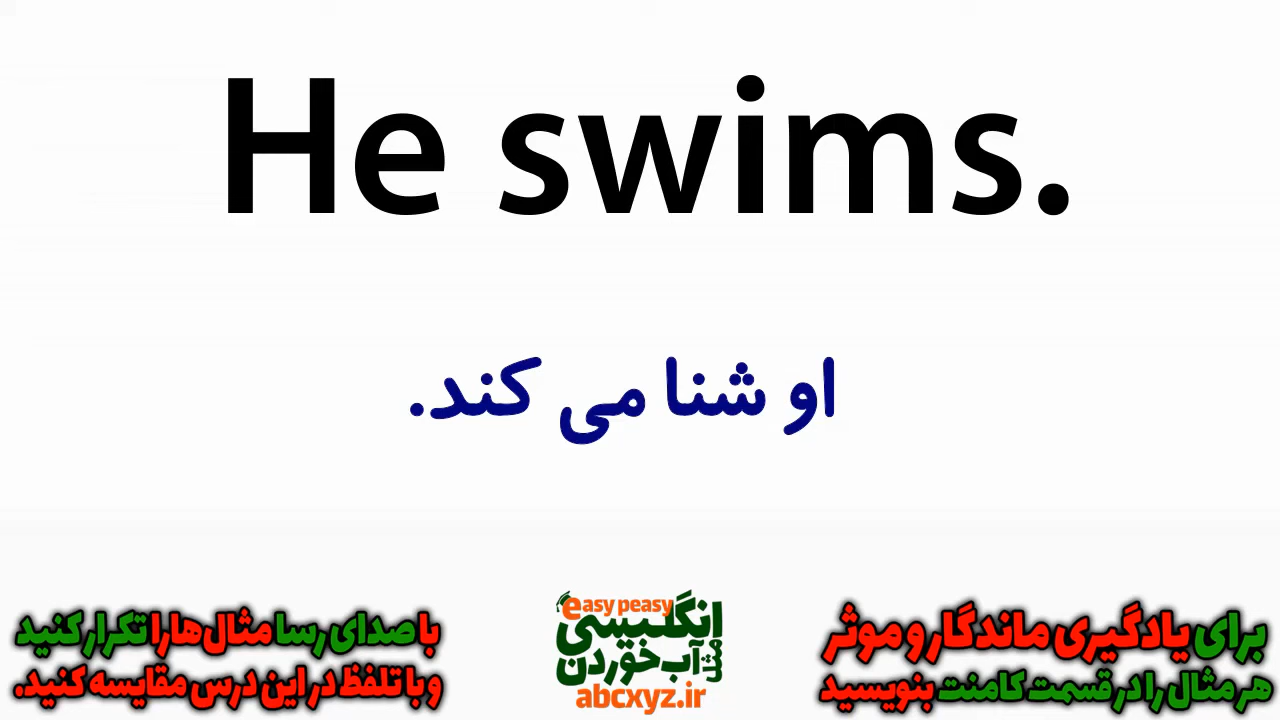 He swims.
او شنا می کند.
با صدای رسا مثال‌ها را تکرار کنید
و با تلفظ در این درس مقایسه کنید.
easy peasy
انگلیسی
مثل آب خوردن
abcxyz.ir
برای یادگیری ماندگار و موثر
هر مثال را در قسمت کامنت بنویسید